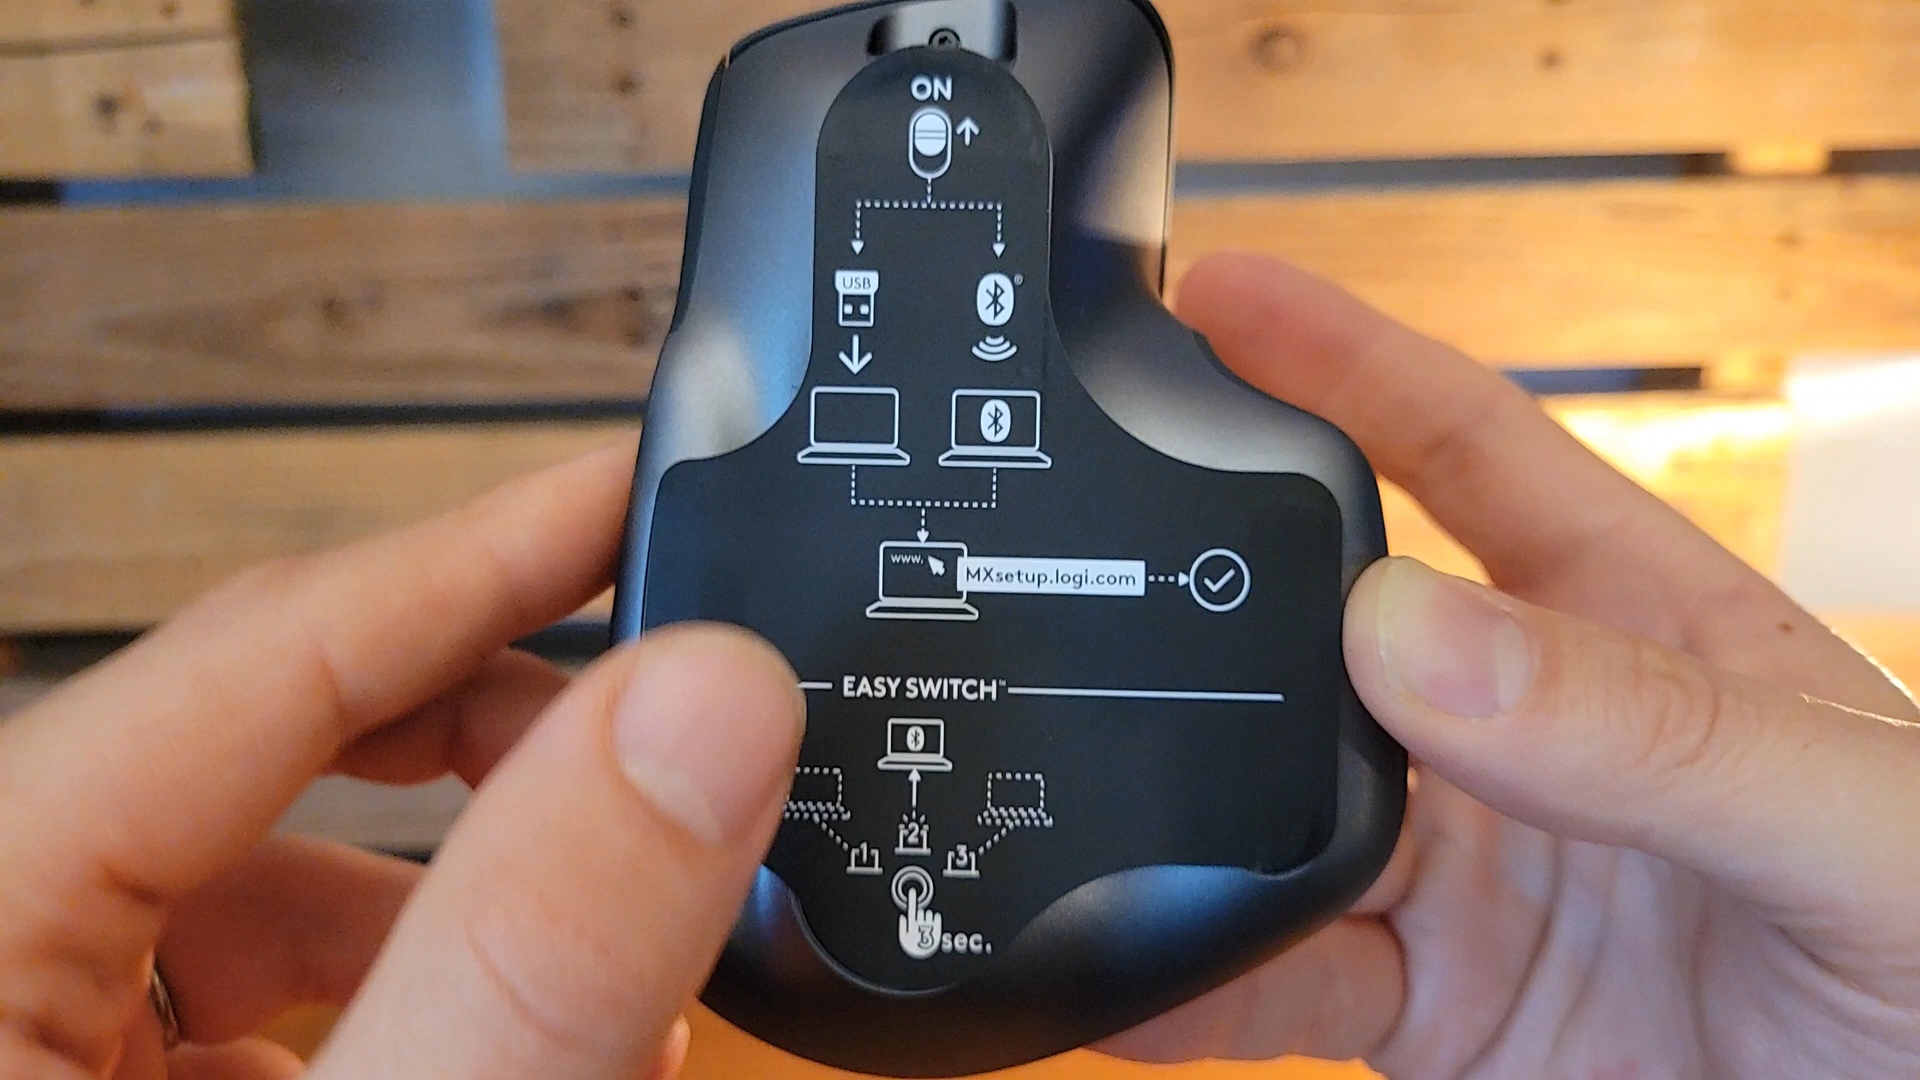 ON
USB
www.
MXsetup.logi.com
EASY SWITCH™
2
1
3
3 sec.